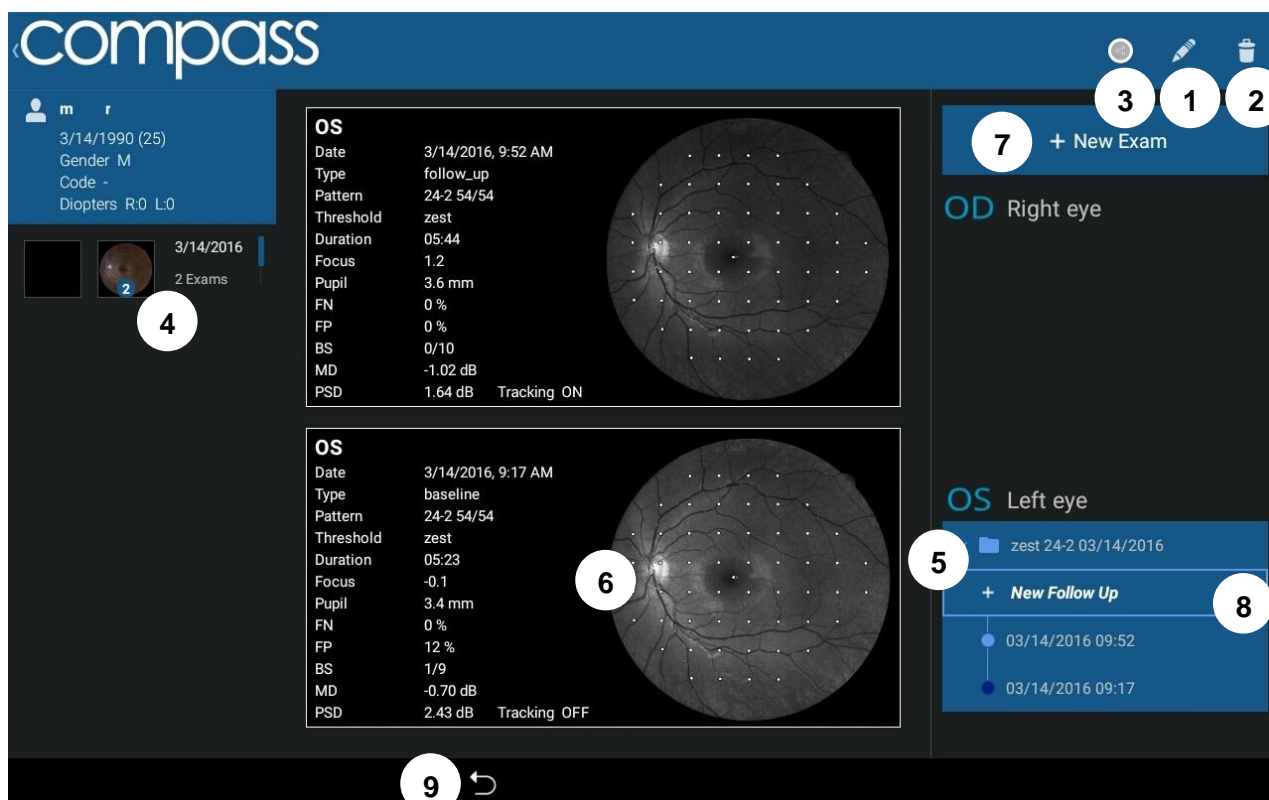 compass
3
1
2
m r
3/14/1990 (25)
Gender M
Code -
Diopters R:0 L:0
3/14/2016
2 Exams
2
4
OS
Date 3/14/2016, 9:52 AM
Type follow_up
Pattern 24-2 54/54
Threshold zest
Duration 05:44
Focus 1.2
Pupil 3.6 mm
FN 0 %
FP 0 %
BS 0/10
MD -1.02 dB
PSD 1.64 dB Tracking ON
OS
Date 3/14/2016, 9:17 AM
Type baseline
Pattern 24-2 54/54
Threshold zest
Duration 05:23
Focus -0.1
Pupil 3.4 mm
FN 0 %
FP 12 %
BS 1/9
MD -0.70 dB
PSD 2.43 dB Tracking OFF
6
7
+ New Exam
OD Right eye
OS Left eye
5
zest 24-2 03/14/2016
+ New Follow Up
8
03/14/2016 09:52
03/14/2016 09:17
9